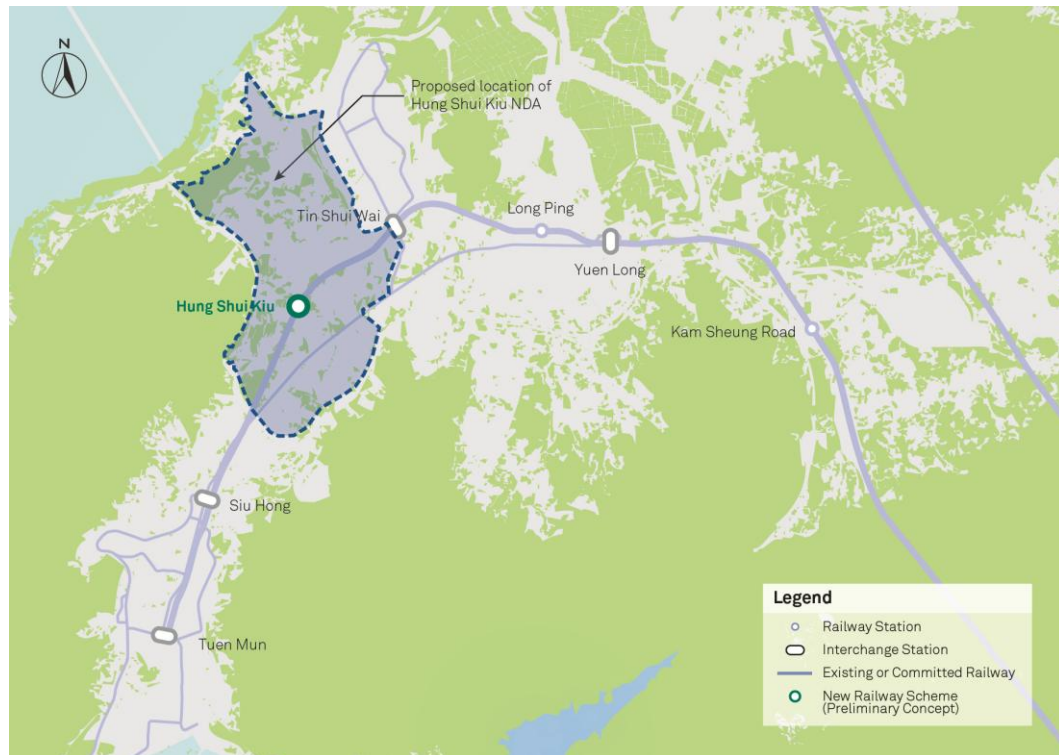 N
Proposed location of
Hung Shui Kiu NDA
Tin Shui Wai
Long Ping
Yuen Long
Hung Shui Kiu
Kam Sheung Road
Siu Hong
Tuen Mun
Legend
Railway Station
Interchange Station
Existing or Committed Railway
New Railway Scheme
(Preliminary Concept)